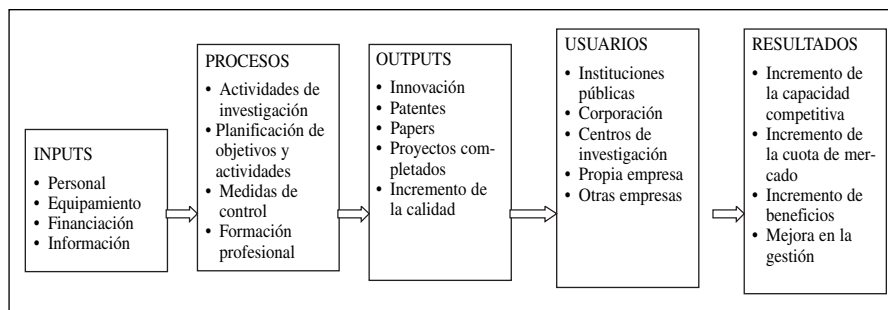 INPUTS
• Personal
• Equipamiento
• Financiación
• Información
PROCESOS
• Actividades de
investigación
• Planificación de
objetivos y
actividades
• Medidas de
control
• Formación
profesional
OUTPUTS
• Innovación
• Patentes
• Papers
• Proyectos com-
pletados
• Incremento de
la calidad
USUARIOS
• Instituciones
públicas
• Corporación
• Centros de
investigación
• Propia empresa
• Otras empresas
RESULTADOS
• Incremento de
la capacidad
competitiva
• Incremento de
la cuota de mer-
cado
• Incremento de
beneficios
• Mejora en la
gestión